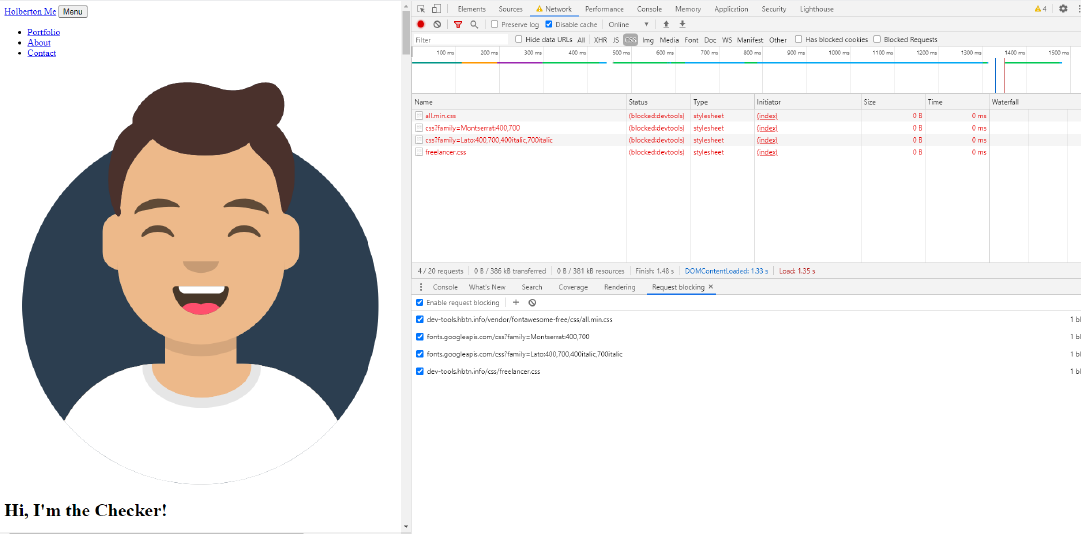 Holberton Me Menu
Portfolio
About
Contact
Hi, I'm the Checker!
Elements Sources Network Performance Console Memory Application Security Lighthouse 4
Preserve log Disable cache Online
Filter Hide data URLs All XHR JS CSS Img Media Font Doc WS Manifest Other Has blocked cookies Blocked Requests
100 ms 200 ms 300 ms 400 ms 500 ms 600 ms 700 ms 800 ms 900 ms 1000 ms 1100 ms 1200 ms 1300 ms 1400 ms 1500 ms
Name Status Type Initiator Size Time Waterfall
all.min.css (blocked:devtools) stylesheet (index) 0 B 0 ms
css?family=Montserrat:400,700 (blocked:devtools) stylesheet (index) 0 B 0 ms
css?family=Lato:400,700,400italic,700italic (blocked:devtools) stylesheet (index) 0 B 0 ms
freelancer.css (blocked:devtools) stylesheet (index) 0 B 0 ms
4 / 20 requests 0 B / 386 kB transferred 0 B / 381 kB resources Finish: 1.48 s DOMContentLoaded: 1.33 s Load: 1.35 s
Console What's New Search Coverage Rendering Request blocking ×
Enable request blocking
dev-tools.hbtn.info/vendor/fontawesome-free/css/all.min.css 1 bl
fonts.googleapis.com/css?family=Montserrat:400,700 1 bl
fonts.googleapis.com/css?family=Lato:400,700,400italic,700italic 1 bl
dev-tools.hbtn.info/css/freelancer.css 1 bl